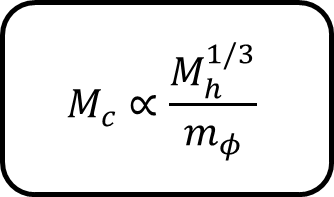 M_c ∝ M_h^{1/3} / m_ϕ